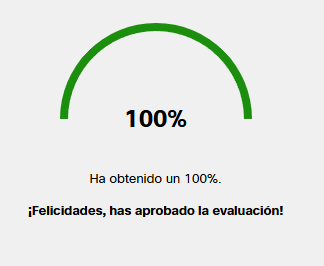 100%
Ha obtenido un 100%.
¡Felicidades, has aprobado la evaluación!